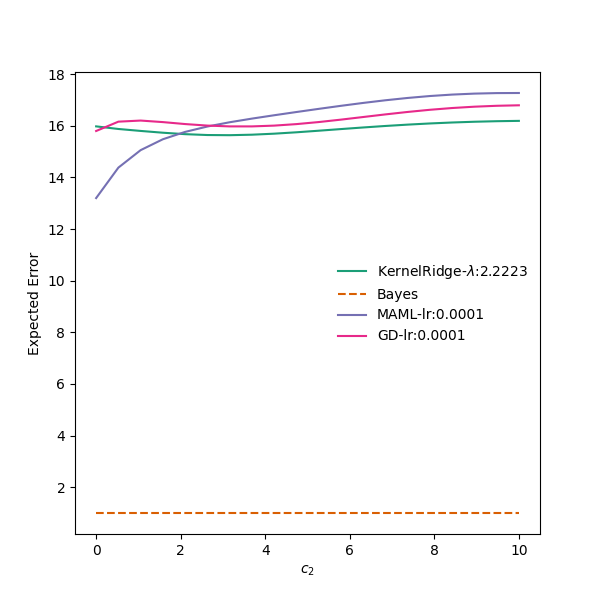 18
16
14
12
10
8
6
4
2
Expected Error
KernelRidge-λ:2.2223
Bayes
MAML-lr:0.0001
GD-lr:0.0001
0 2 4 6 8 10
c₂